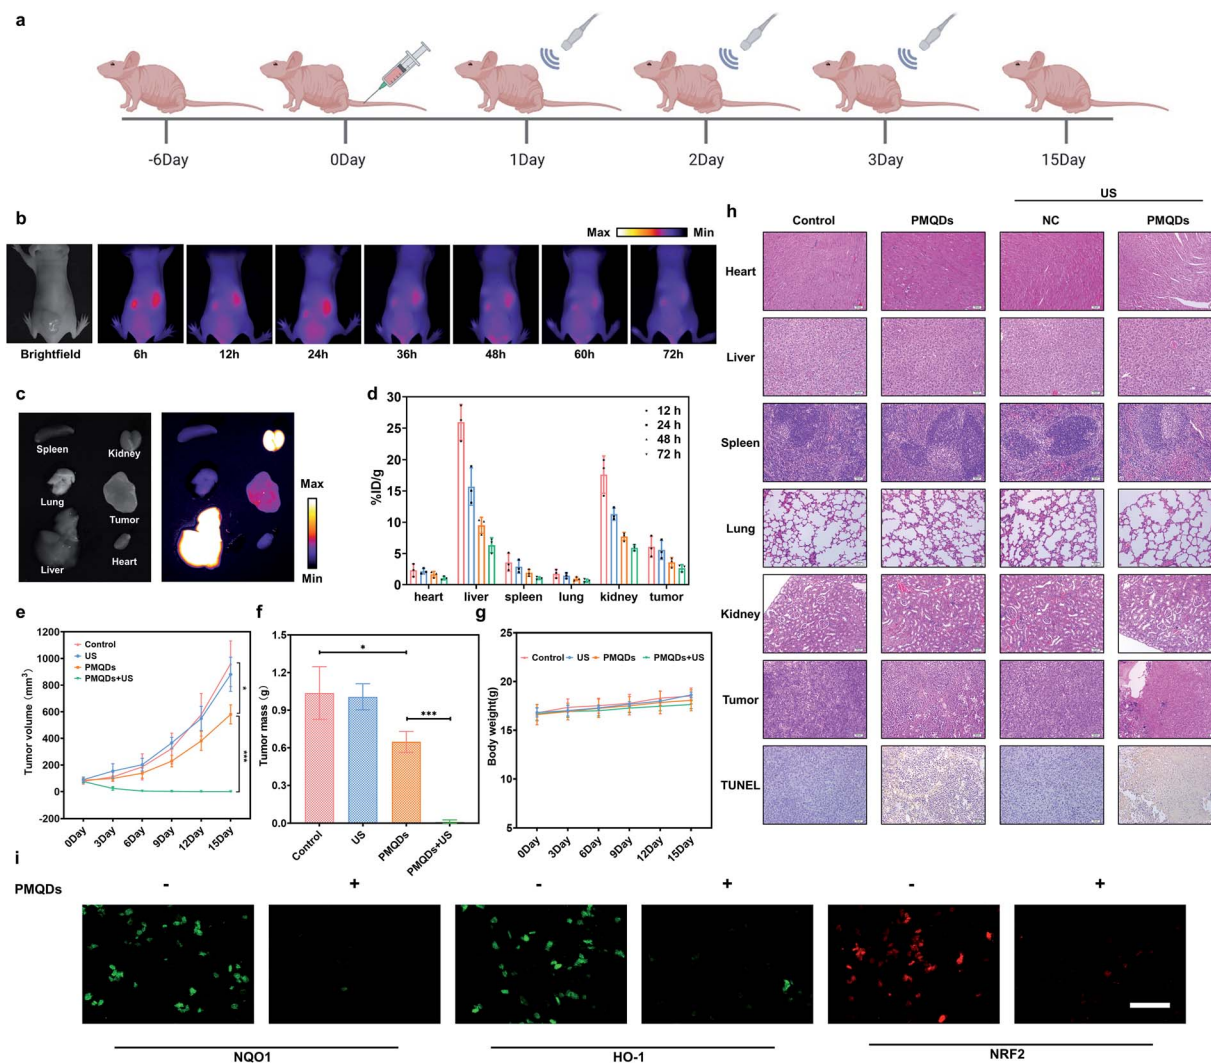 a
-6Day 0Day 1Day 2Day 3Day 15Day
b
Max Min
Brightfield 6h 12h 24h 36h 48h 60h 72h
c
Spleen Kidney
Lung Tumor
Liver Heart
Max
Min
d
%ID/g
30
25
20
15
10
5
0
12 h
24 h
48 h
72 h
heart liver spleen lung kidney tumor
e
Tumor volume (mm³)
1200
1000
800
600
400
200
0
-200
Control
US
PMQDs
PMQDs+US
*
***
0Day 3Day 6Day 9Day 12Day 15Day
f
Tumor mass (g)
1.5
1.2
0.9
0.6
0.3
0.0
*
***
Control US PMQDs PMQDs+US
g
Body weight(g)
25
20
15
10
5
Control US PMQDs PMQDs+US
0Day 3Day 6Day 9Day 12Day 15Day
h
US
Control PMQDs NC PMQDs
Heart
Liver
Spleen
Lung
Kidney
Tumor
TUNEL
i
PMQDs - + - + - +
NQO1 HO-1 NRF2